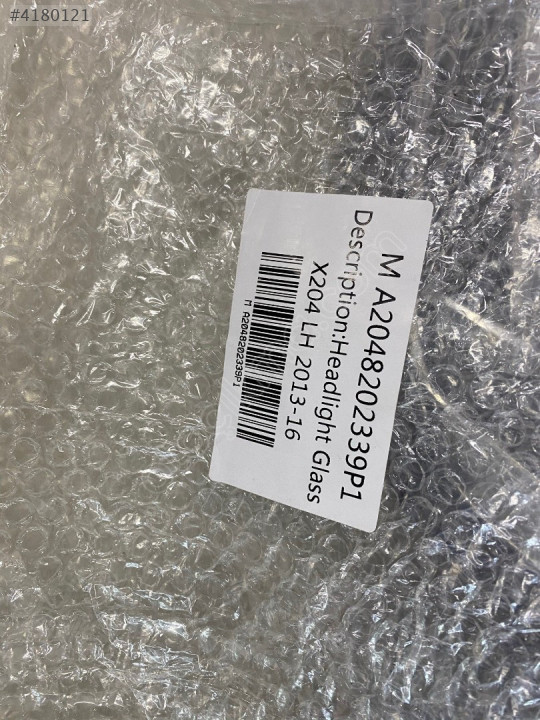 #4180121
M A2048202339P1
Description:Headlight Glass
X204 LH 2013-16
M A2048202339P1